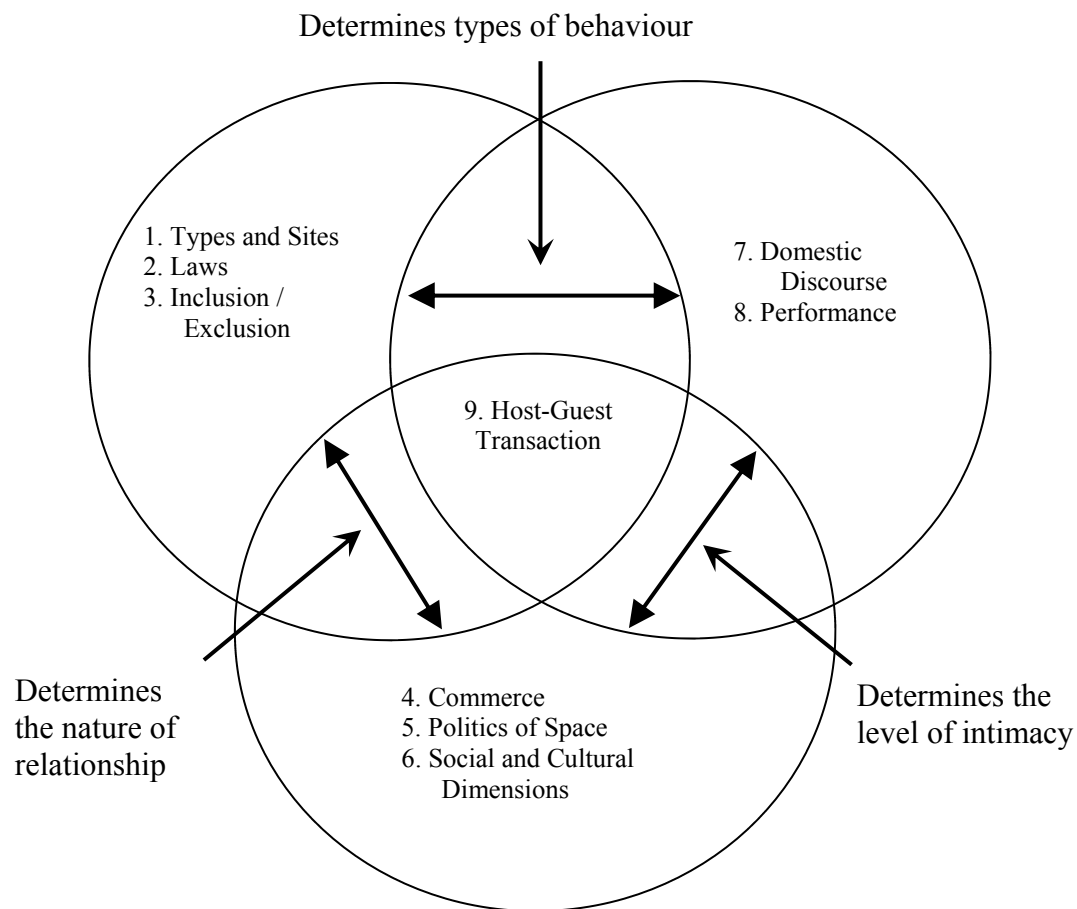 Determines types of behaviour
1. Types and Sites
2. Laws
3. Inclusion /
Exclusion
7. Domestic
Discourse
8. Performance
9. Host-Guest
Transaction
Determines
the nature of
relationship
4. Commerce
5. Politics of Space
6. Social and Cultural
Dimensions
Determines the
level of intimacy